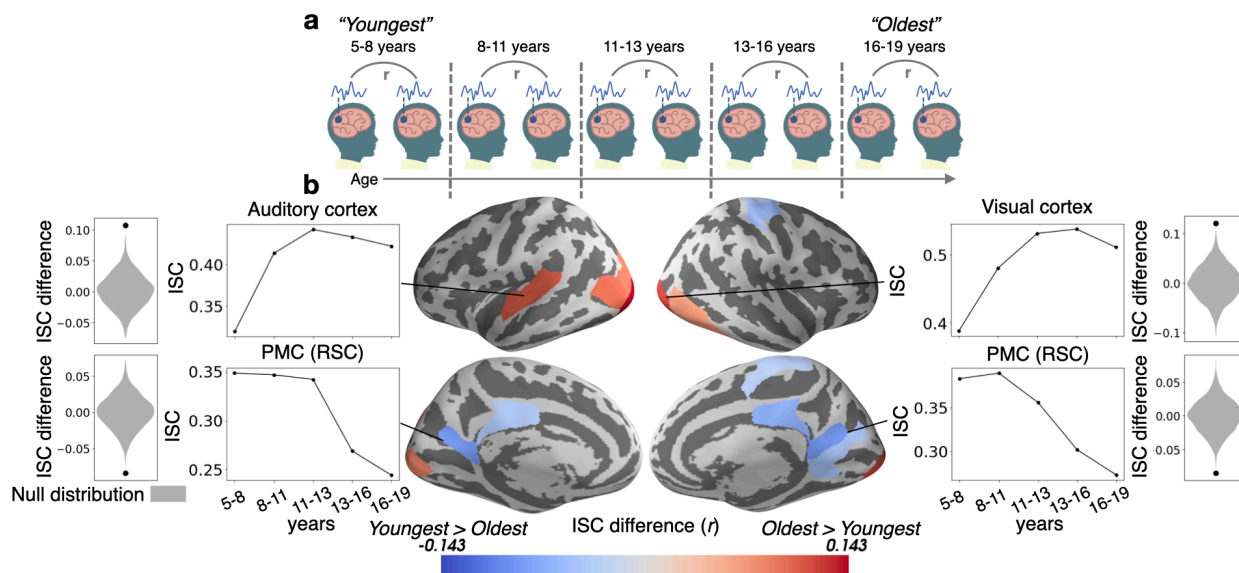 a
“Youngest”
“Oldest”
5-8 years
8-11 years
11-13 years
13-16 years
16-19 years
r
r
r
r
r
Age
b
Auditory cortex
Visual cortex
ISC difference
0.10
0.05
0.00
-0.05
ISC
0.40
0.35
ISC
0.5
0.4
ISC difference
0.1
0.0
-0.1
PMC (RSC)
PMC (RSC)
ISC difference
0.05
0.00
-0.05
ISC
0.35
0.30
0.25
5-8
8-11
11-13
13-16
16-19
years
ISC
0.35
0.30
5-8
8-11
11-13
13-16
16-19
years
ISC difference
0.05
0.00
-0.05
Null distribution
Youngest > Oldest
ISC difference (r)
Oldest > Youngest
-0.143
0.143